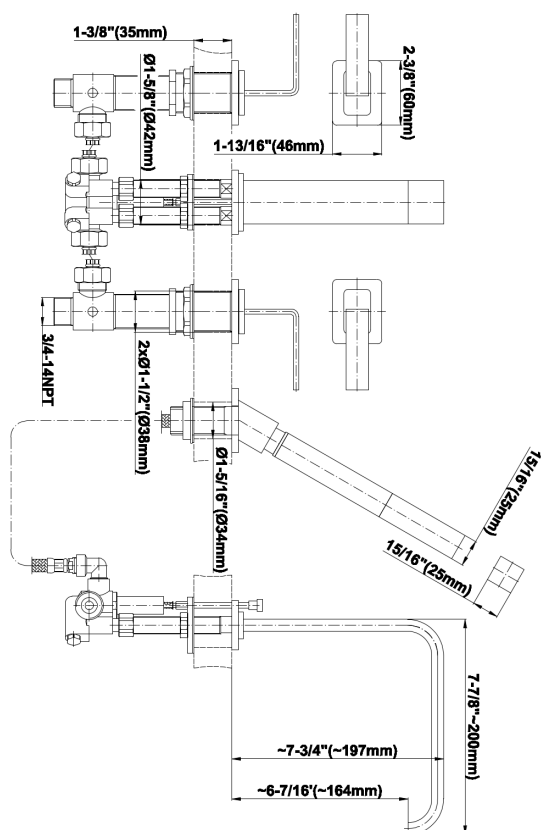 1-3/8"(35mm)
Ø1-5/8"(Ø42mm)
2-3/8"(60mm)
1-13/16"(46mm)
3/4-14NPT
2xØ1-1/2"(Ø38mm)
Ø1-5/16"(Ø34mm)
15/16"(25mm)
15/16"(25mm)
7-7/8"~200mm)
~7-3/4"(~197mm)
~6-7/16'(~164mm)